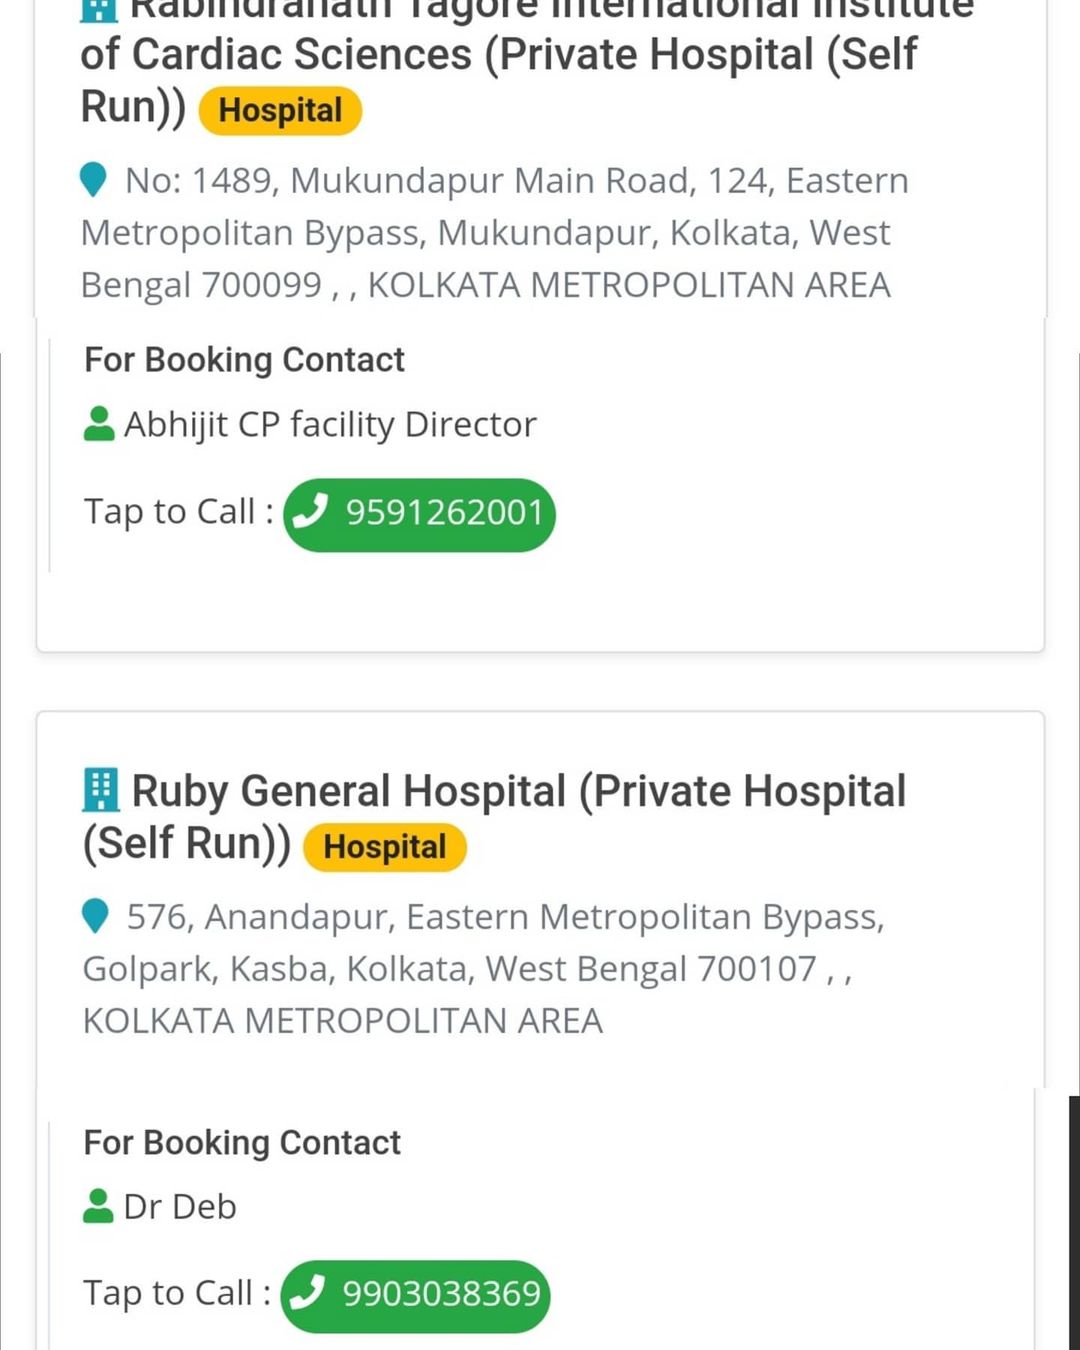 Rabindranath Tagore International Institute
of Cardiac Sciences (Private Hospital (Self
Run)) Hospital
No: 1489, Mukundapur Main Road, 124, Eastern
Metropolitan Bypass, Mukundapur, Kolkata, West
Bengal 700099 , , KOLKATA METROPOLITAN AREA
For Booking Contact
Abhijit CP facility Director
Tap to Call : 9591262001
Ruby General Hospital (Private Hospital
(Self Run)) Hospital
576, Anandapur, Eastern Metropolitan Bypass,
Golpark, Kasba, Kolkata, West Bengal 700107 , ,
KOLKATA METROPOLITAN AREA
For Booking Contact
Dr Deb
Tap to Call : 9903038369